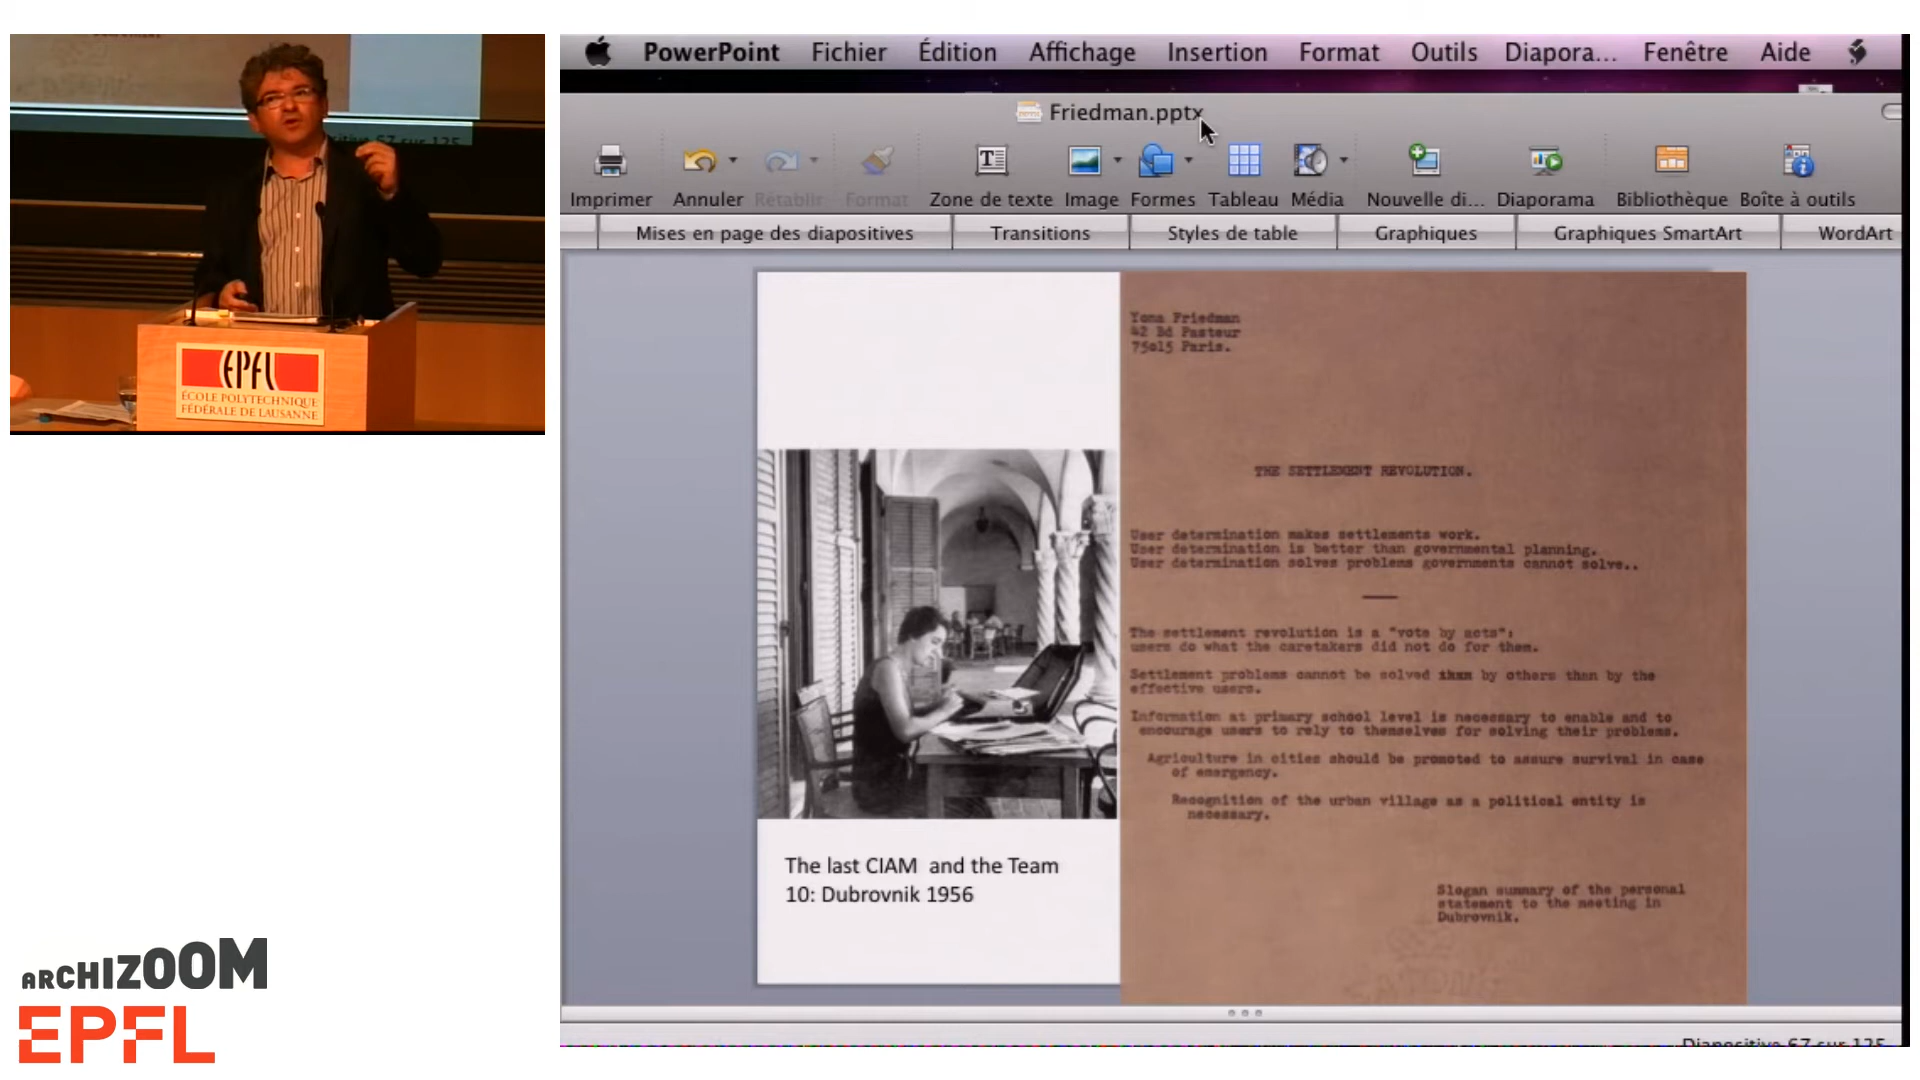 EPFL
ÉCOLE POLYTECHNIQUE
FÉDÉRALE DE LAUSANNE
ARCHIZOOM
EPFL
PowerPoint Fichier Édition Affichage Insertion Format Outils Diapora... Fenêtre Aide
Friedman.pptx
Imprimer Annuler Rétablir Format Zone de texte Image Formes Tableau Média Nouvelle di... Diaporama Bibliothèque Boîte à outils
Mises en page des diapositives Transitions Styles de table Graphiques Graphiques SmartArt WordArt
The last CIAM and the Team
10: Dubrovnik 1956
Yona Friedman
42 Bd Pasteur
75015 Paris.
THE SETTLEMENT REVOLUTION.
User determination makes settlements work.
User determination is better than governmental planning.
User determination solves problems governments cannot solve..
The settlement revolution is a "vote by acts":
users do what the caretakers did not do for them.
Settlement problems cannot be solved by others than by the
effective users.
Information at primary school level is necessary to enable and to
encourage users to rely to themselves for solving their problems.
Agriculture in cities should be promoted to assure survival in case
of emergency.
Recognition of the urban village as a political entity is
necessary.
Slogan summary of the personal
statement to the meeting in
Dubrovnik.
Diapositive 67 sur 125